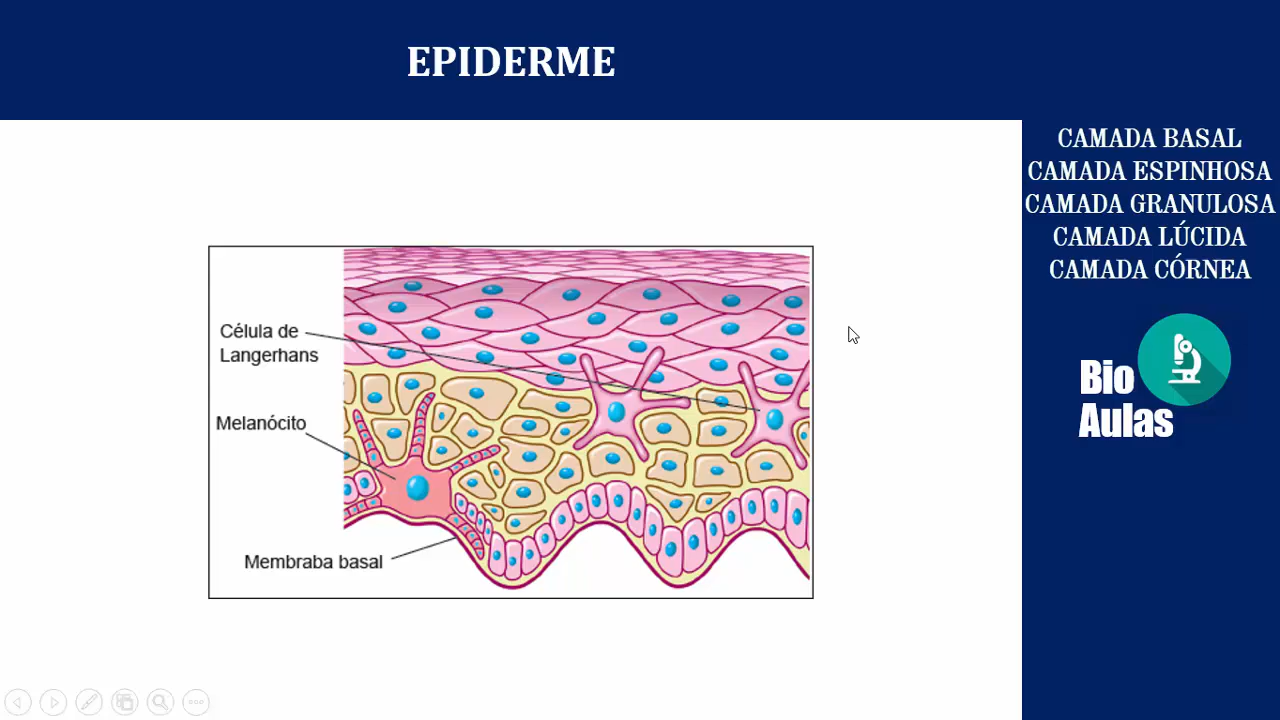 EPIDERME
CAMADA BASAL
CAMADA ESPINHOSA
CAMADA GRANULOSA
CAMADA LÚCIDA
CAMADA CÓRNEA
Célula de
Langerhans
Melanócito
Membraba basal
Bio
Aulas